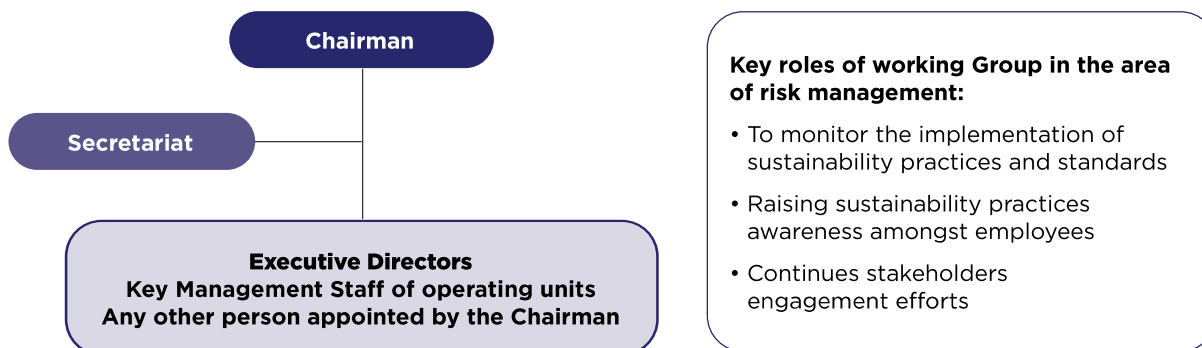 Chairman
Secretariat
Executive Directors
Key Management Staff of operating units
Any other person appointed by the Chairman
Key roles of working Group in the area
of risk management:
• To monitor the implementation of
sustainability practices and standards
• Raising sustainability practices
awareness amongst employees
• Continues stakeholders
engagement efforts